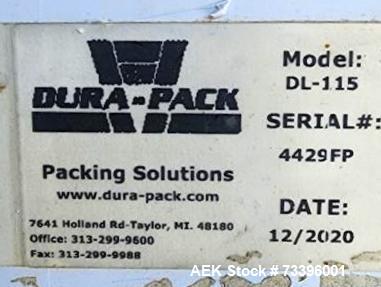 DURA-PACK
Packing Solutions
www.dura-pack.com
7641 Holland Rd-Taylor, MI. 48180
Office: 313-299-9600
Fax: 313-299-9988
Model:
DL-115
SERIAL#:
4429FP
DATE:
12/2020
AEK Stock # 73396001